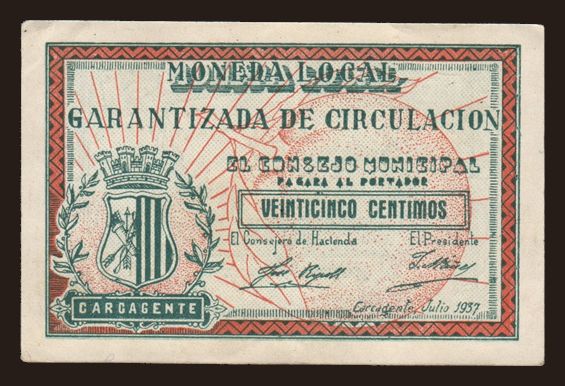 MONEDA LOCAL
GARANTIZADA DE CIRCULACION
EL CONSEJO MUNICIPAL
PAGARA AL PORTADOR
VEINTICINCO CENTIMOS
El Consejero de Hacienda El Presidente
CARCAGENTE
Carcagente, Julio 1937